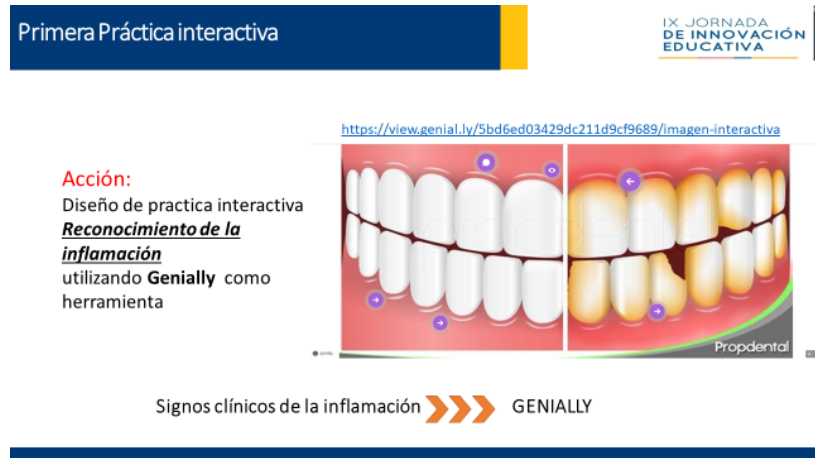 Primera Práctica interactiva
IX JORNADA
DE INNOVACIÓN
EDUCATIVA
https://view.genial.ly/5bd6ed03429dc211d9cf9689/imagen-interactiva
Acción:
Diseño de practica interactiva
Reconocimiento de la
inflamación
utilizando Genially como
herramienta
Propdental
Signos clínicos de la inflamación
GENIALLY